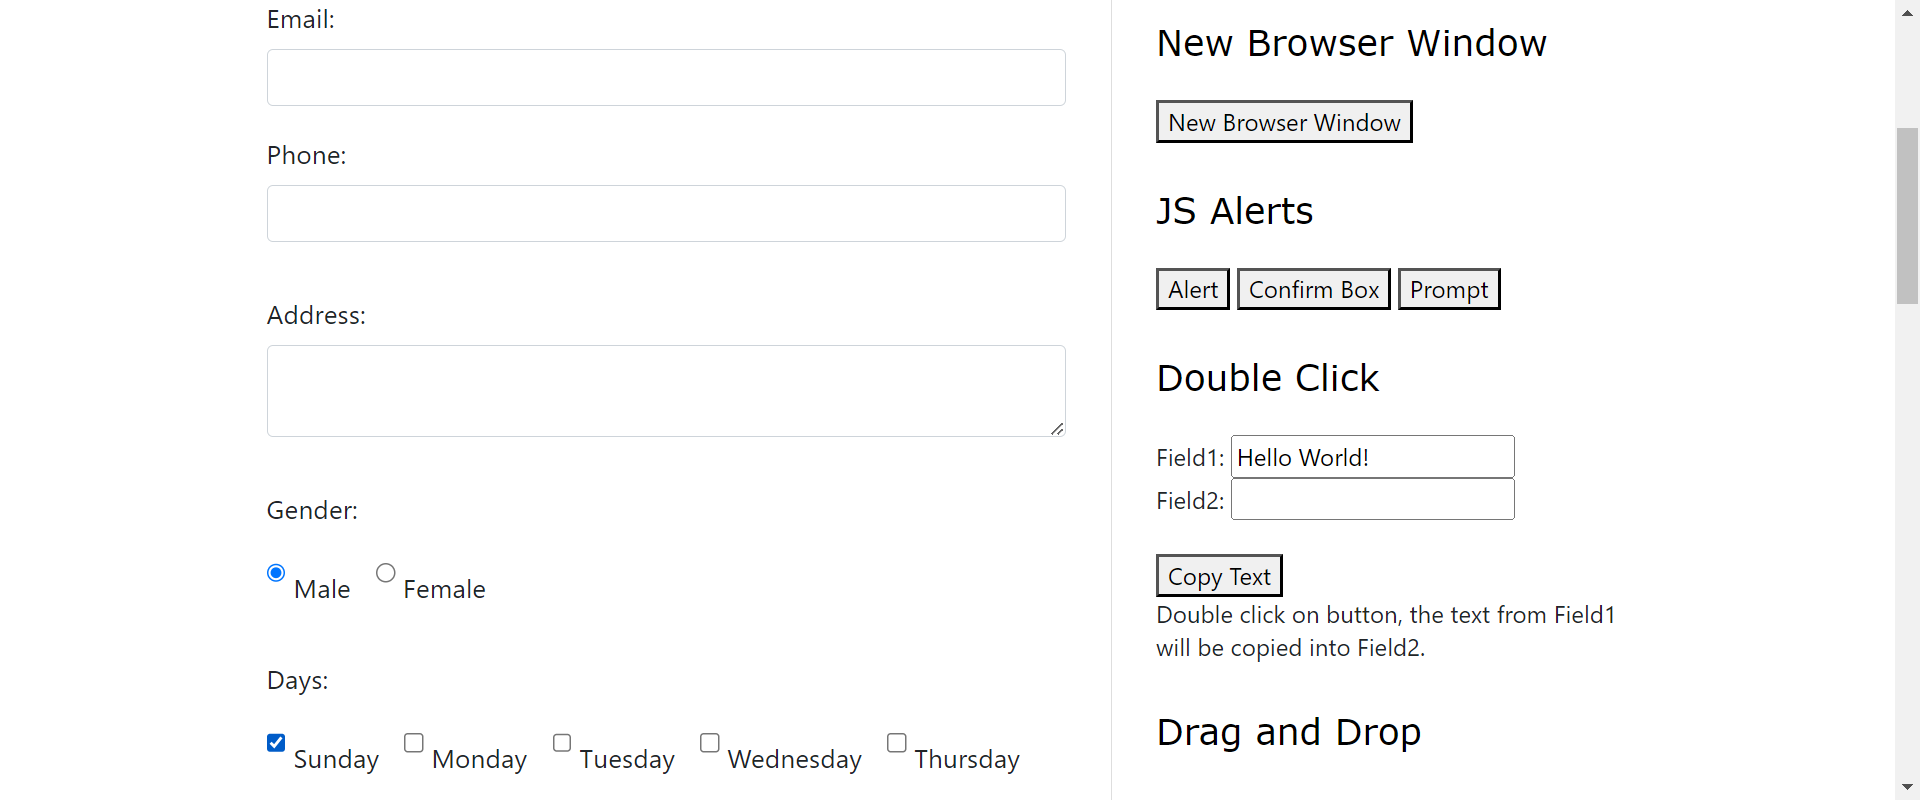 Email:
Phone:
Address:
Gender:
Male Female
Days:
Sunday Monday Tuesday Wednesday Thursday
New Browser Window
New Browser Window
JS Alerts
Alert Confirm Box Prompt
Double Click
Field1: Hello World!
Field2:
Copy Text
Double click on button, the text from Field1
will be copied into Field2.
Drag and Drop